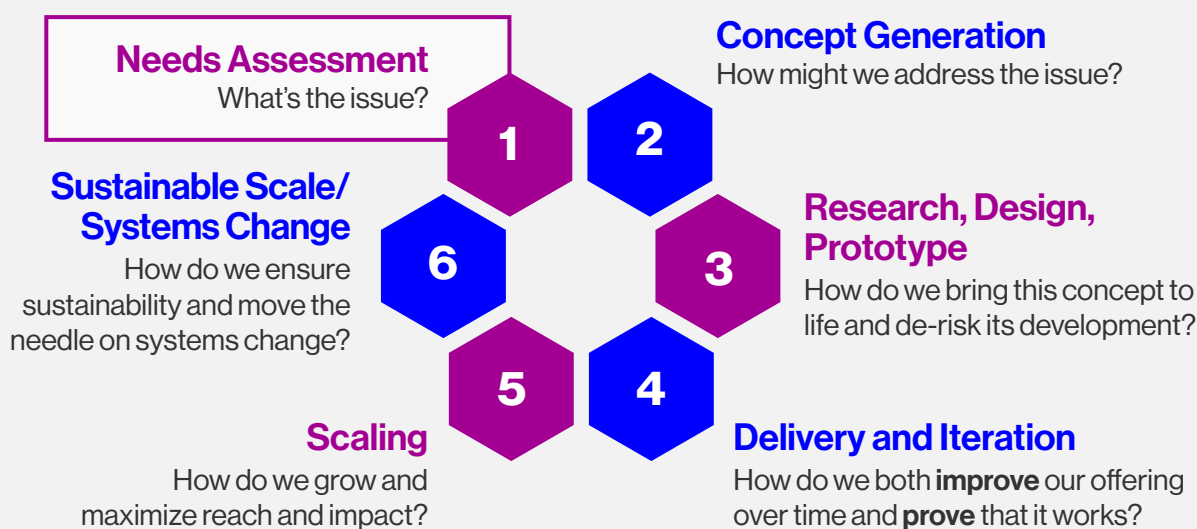 Needs Assessment
What's the issue?
1
2
Concept Generation
How might we address the issue?
3
Research, Design,
Prototype
How do we bring this concept to
life and de-risk its development?
4
Delivery and Iteration
How do we both improve our offering
over time and prove that it works?
5
Scaling
How do we grow and
maximize reach and impact?
6
Sustainable Scale/
Systems Change
How do we ensure
sustainability and move the
needle on systems change?